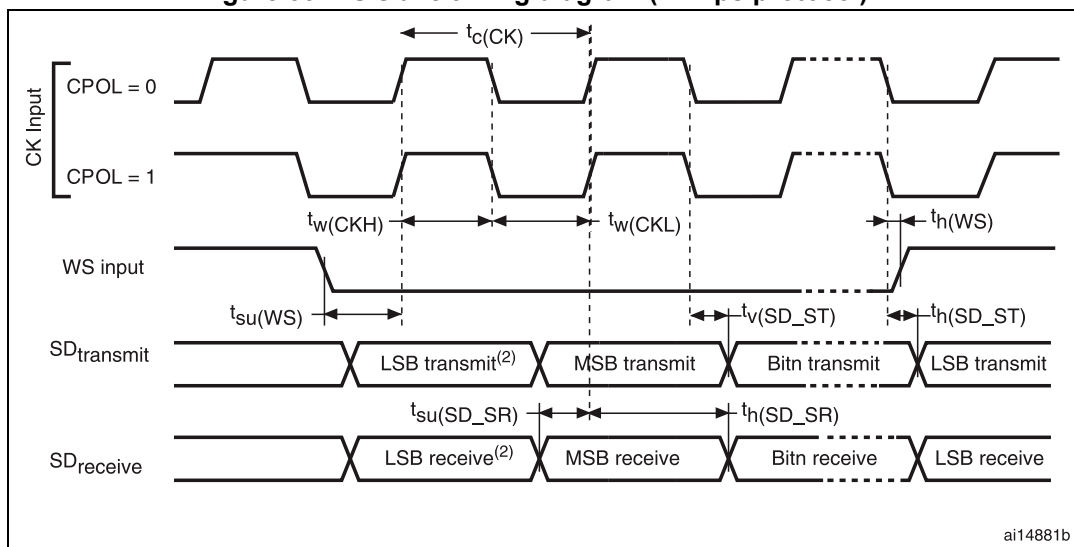 tc(CK)
CK Input
CPOL = 0
CPOL = 1
tw(CKH)
tw(CKL)
th(WS)
WS input
tsu(WS)
tv(SD_ST)
th(SD_ST)
SDtransmit
LSB transmit(2)
MSB transmit
Bitn transmit
LSB transmit
tsu(SD_SR)
th(SD_SR)
SDreceive
LSB receive(2)
MSB receive
Bitn receive
LSB receive
ai14881b